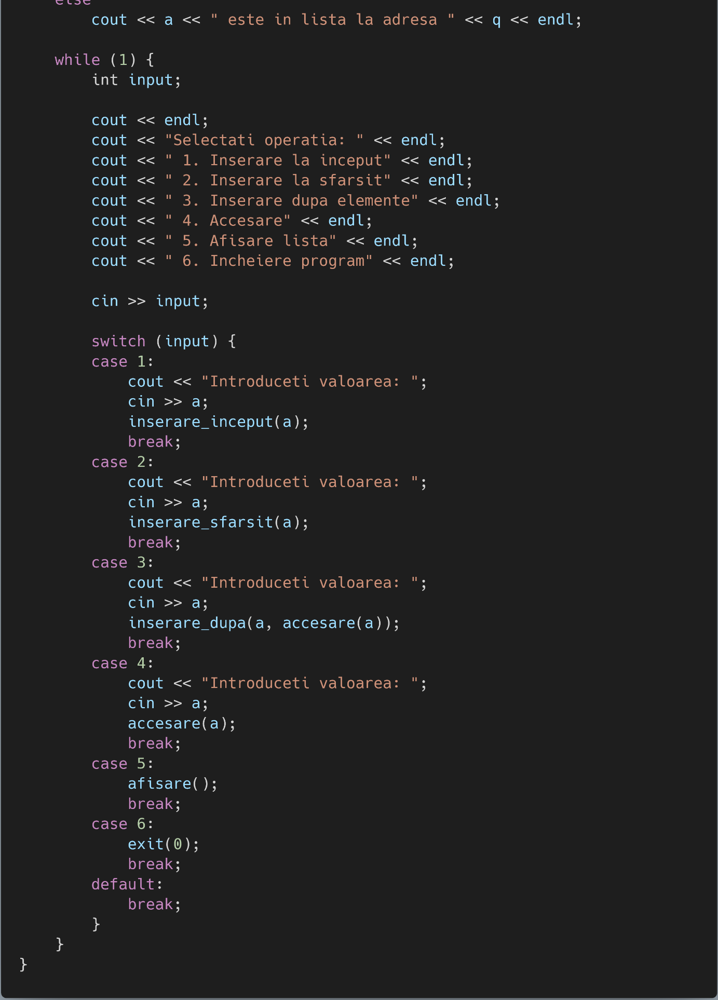 else
cout << a << " este in lista la adresa " << q << endl;
while (1) {
int input;
cout << endl;
cout << "Selectati operatia: " << endl;
cout << " 1. Inserare la inceput" << endl;
cout << " 2. Inserare la sfarsit" << endl;
cout << " 3. Inserare dupa elemente" << endl;
cout << " 4. Accesare" << endl;
cout << " 5. Afisare lista" << endl;
cout << " 6. Incheiere program" << endl;
cin >> input;
switch (input) {
case 1:
cout << "Introduceti valoarea: ";
cin >> a;
inserare_inceput(a);
break;
case 2:
cout << "Introduceti valoarea: ";
cin >> a;
inserare_sfarsit(a);
break;
case 3:
cout << "Introduceti valoarea: ";
cin >> a;
inserare_dupa(a, accesare(a));
break;
case 4:
cout << "Introduceti valoarea: ";
cin >> a;
accesare(a);
break;
case 5:
afisare();
break;
case 6:
exit(0);
break;
default:
break;
}
}
}